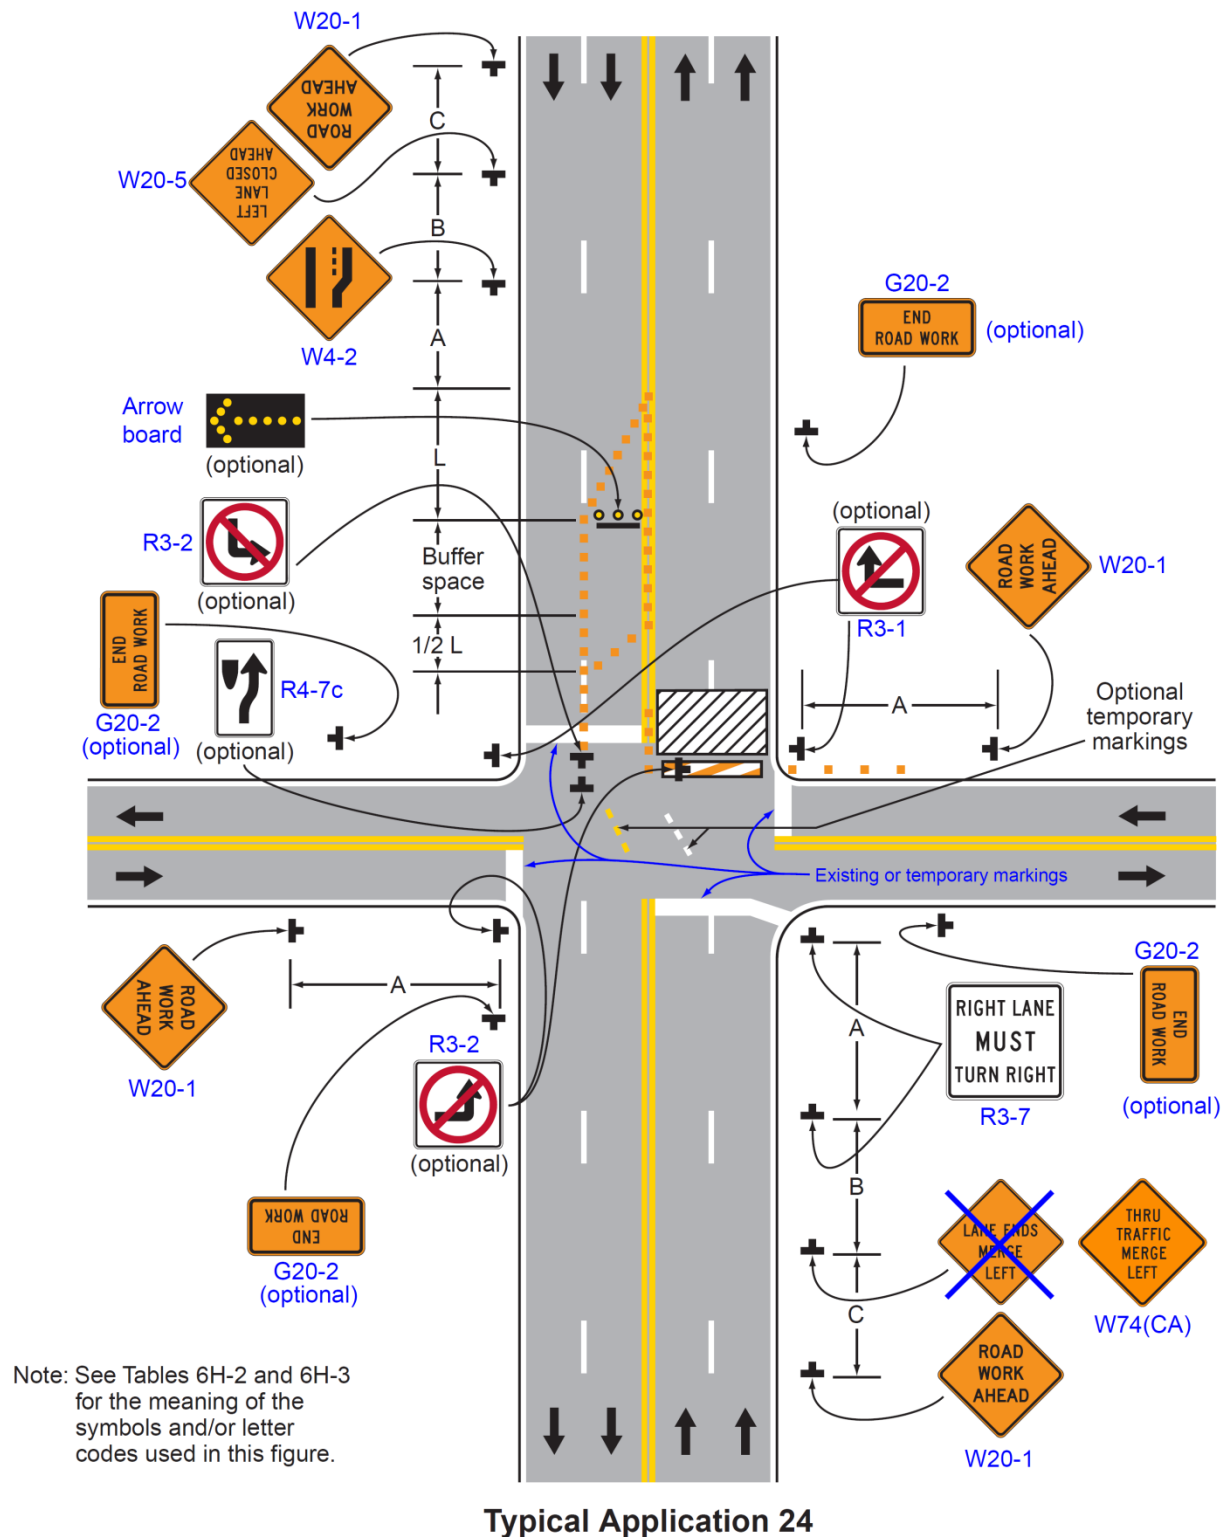 W20-1
ROAD
WORK
AHEAD
C
W20-5
LEFT
LANE
CLOSED
AHEAD
B
W4-2
A
G20-2
END
ROAD WORK
(optional)
Arrow
board
(optional)
L
R3-2
(optional)
Buffer
space
1/2 L
(optional)
R3-1
ROAD
WORK
AHEAD
W20-1
END
ROAD WORK
G20-2
(optional)
R4-7c
(optional)
A
Optional
temporary
markings
Existing or temporary markings
ROAD
WORK
AHEAD
W20-1
A
R3-2
(optional)
END
ROAD WORK
G20-2
(optional)
A
RIGHT LANE
MUST
TURN RIGHT
R3-7
G20-2
END
ROAD WORK
(optional)
B
LANE ENDS
MERGE
LEFT
THRU
TRAFFIC
MERGE
LEFT
W74(CA)
C
ROAD
WORK
AHEAD
W20-1
Note: See Tables 6H-2 and 6H-3
for the meaning of the
symbols and/or letter
codes used in this figure.
Typical Application 24